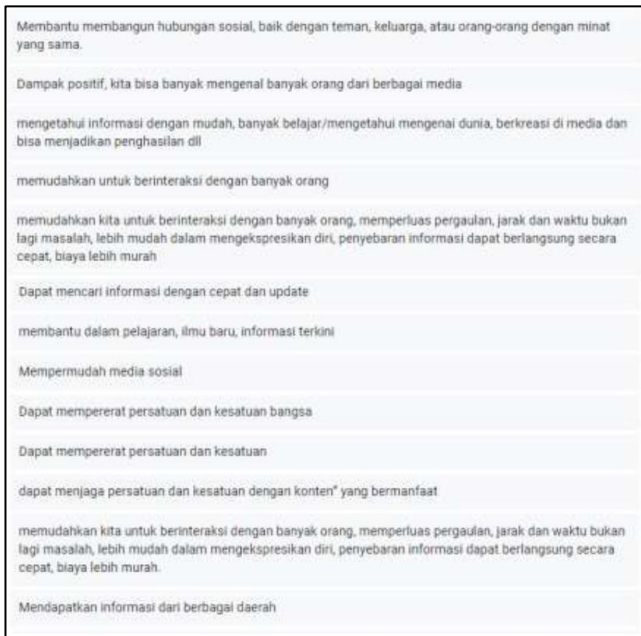 Membantu membangun hubungan sosial, baik dengan teman, keluarga, atau orang-orang dengan minat
yang sama.
Dampak positif, kita bisa banyak mengenal banyak orang dari berbagai media
mengetahui informasi dengan mudah, banyak belajar/mengetahui mengenai dunia, berkreasi di media dan
bisa menjadikan penghasilan dll
memudahkan untuk berinteraksi dengan banyak orang
memudahkan kita untuk berinteraksi dengan banyak orang, memperluas pergaulan, jarak dan waktu bukan
lagi masalah, lebih mudah dalam mengekspresikan diri, penyebaran informasi dapat berlangsung secara
cepat, biaya lebih murah
Dapat mencari informasi dengan cepat dan update
membantu dalam pelajaran, ilmu baru, informasi terkini
Mempermudah media sosial
Dapat mempererat persatuan dan kesatuan bangsa
Dapat mempererat persatuan dan kesatuan
dapat menjaga persatuan dan kesatuan dengan konten" yang bermanfaat
memudahkan kita untuk berinteraksi dengan banyak orang, memperluas pergaulan, jarak dan waktu bukan
lagi masalah, lebih mudah dalam mengekspresikan diri, penyebaran informasi dapat berlangsung secara
cepat, biaya lebih murah.
Mendapatkan informasi dari berbagai daerah